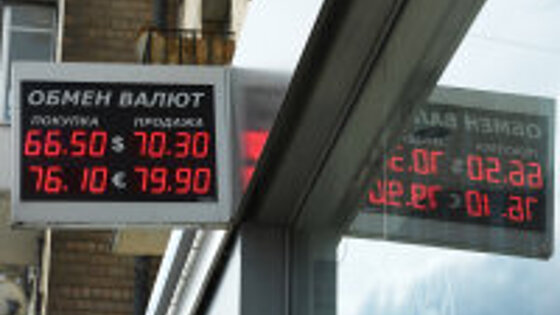 ОБМЕН ВАЛЮТ
ПОКУПКА ПРОДАЖА
66.50 $ 70.30
76.10 € 79.90